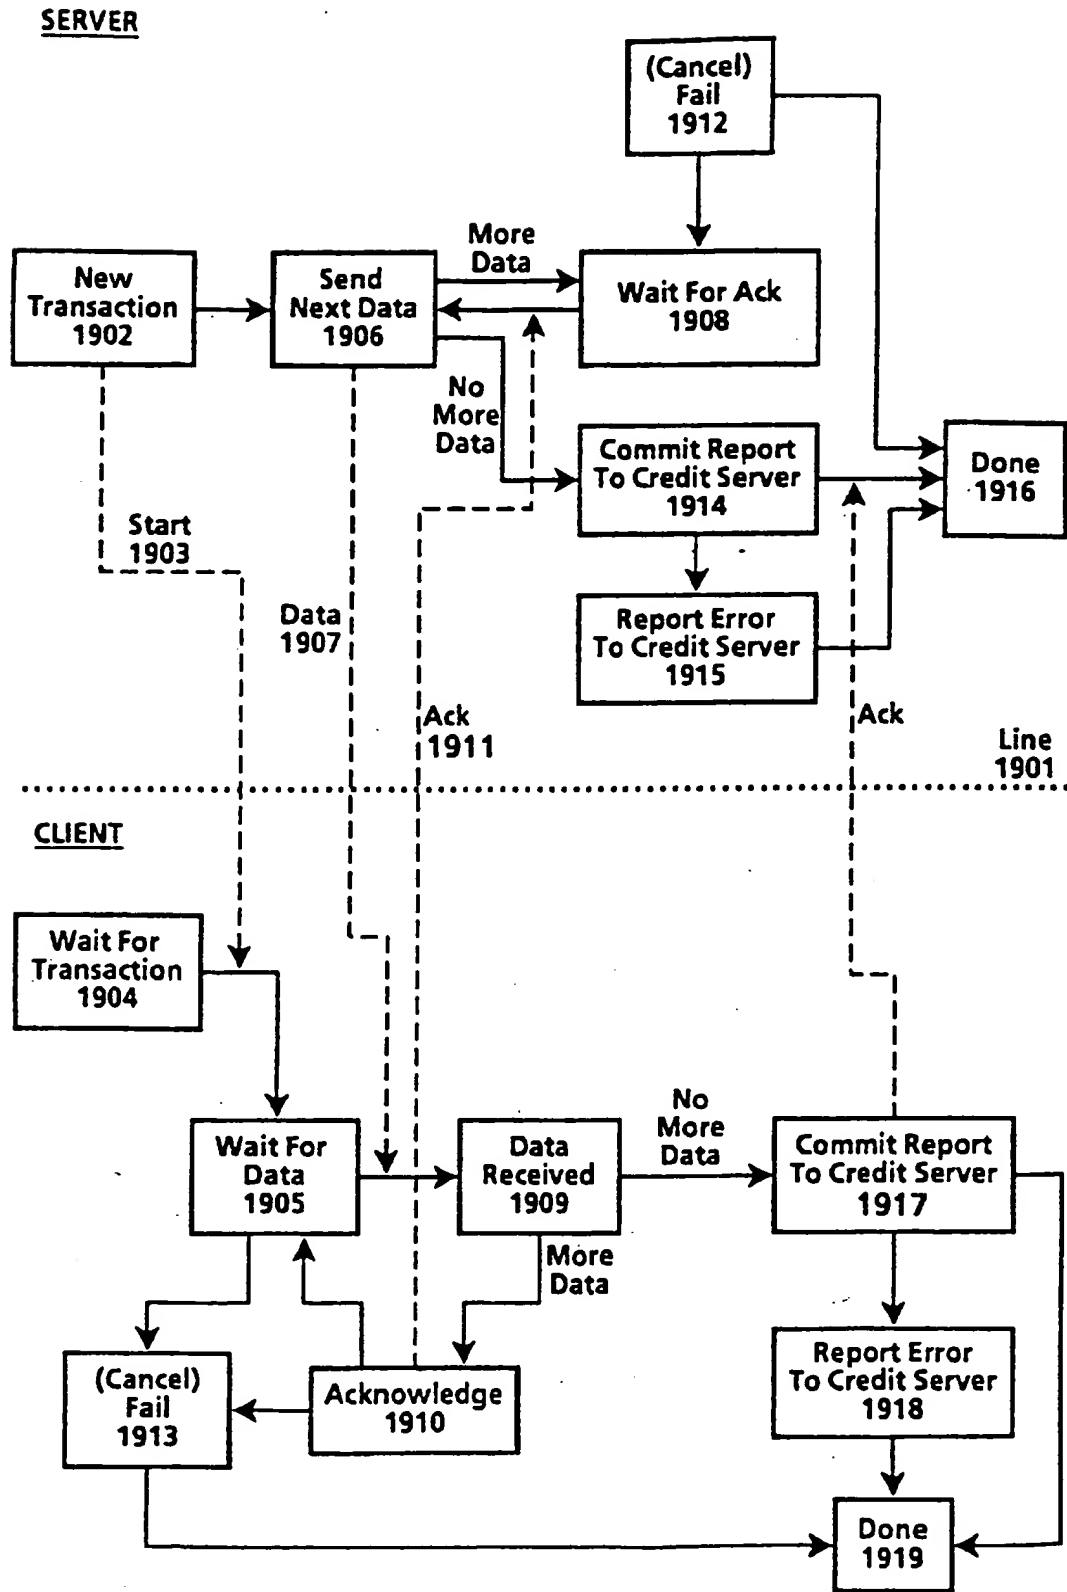 SERVER
(Cancel)
Fail
1912
New
Transaction
1902
Send
Next Data
1906
More
Data
Wait For Ack
1908
No
More
Data
Commit Report
To Credit Server
1914
Done
1916
Start
1903
Data
1907
Report Error
To Credit Server
1915
Ack
1911
Ack
Line
1901
CLIENT
Wait For
Transaction
1904
Wait For
Data
1905
Data
Received
1909
No
More
Data
Commit Report
To Credit Server
1917
More
Data
(Cancel)
Fail
1913
Acknowledge
1910
Report Error
To Credit Server
1918
Done
1919